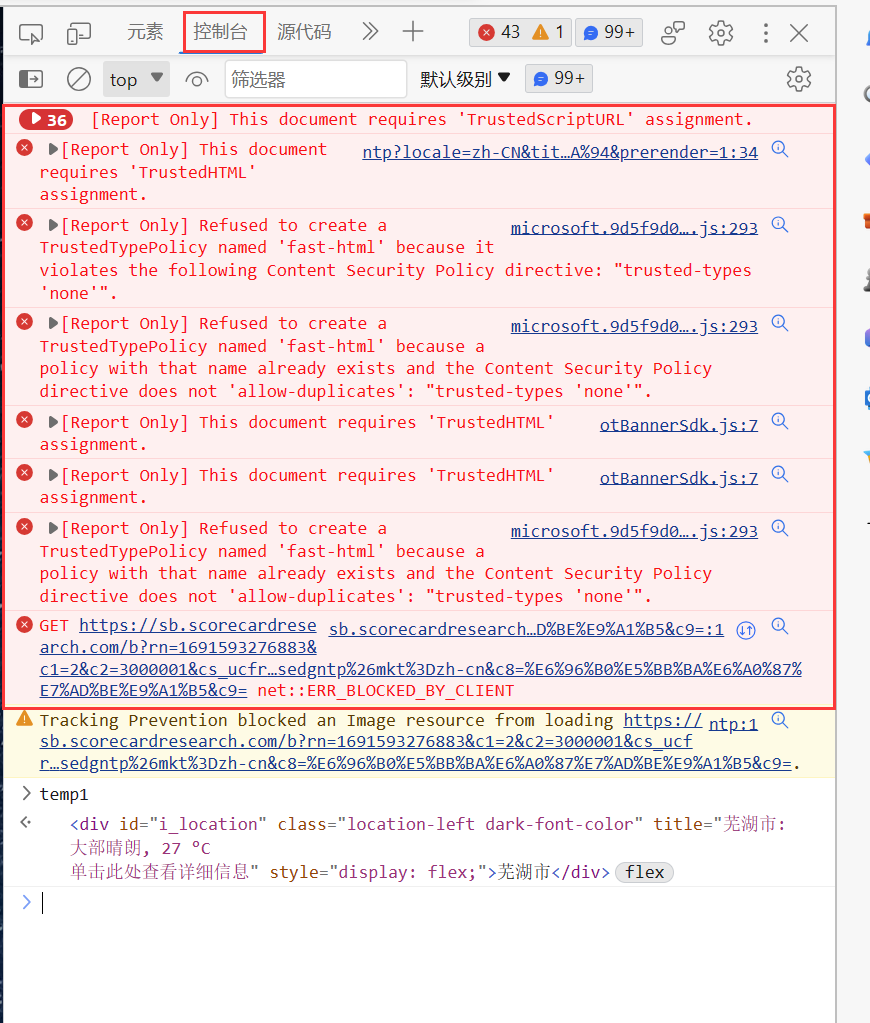 元素 控制台 源代码 43 1 99+
top 筛选器 默认级别 99+
36 [Report Only] This document requires 'TrustedScriptURL' assignment.
[Report Only] This document ntp?locale=zh-CN&tit…A%94&prerender=1:34
requires 'TrustedHTML'
assignment.
[Report Only] Refused to create a microsoft.9d5f9d0….js:293
TrustedTypePolicy named 'fast-html' because it
violates the following Content Security Policy directive: "trusted-types
'none'".
[Report Only] Refused to create a microsoft.9d5f9d0….js:293
TrustedTypePolicy named 'fast-html' because a
policy with that name already exists and the Content Security Policy
directive does not 'allow-duplicates': "trusted-types 'none'".
[Report Only] This document requires 'TrustedHTML' otBannerSdk.js:7
assignment.
[Report Only] This document requires 'TrustedHTML' otBannerSdk.js:7
assignment.
[Report Only] Refused to create a microsoft.9d5f9d0….js:293
TrustedTypePolicy named 'fast-html' because a
policy with that name already exists and the Content Security Policy
directive does not 'allow-duplicates': "trusted-types 'none'".
GET https://sb.scorecardrese sb.scorecardresearch…D%BE%E9%A1%B5&c9=:1
arch.com/b?rn=1691593276883&
c1=2&c2=3000001&cs_ucfr…sedgntp%26mkt%3Dzh-cn&c8=%E6%96%B0%E5%BB%BA%E6%A0%87%
E7%AD%BE%E9%A1%B5&c9= net::ERR_BLOCKED_BY_CLIENT
Tracking Prevention blocked an Image resource from loading https:// ntp:1
sb.scorecardresearch.com/b?rn=1691593276883&c1=2&c2=3000001&cs_ucf
r…sedgntp%26mkt%3Dzh-cn&c8=%E6%96%B0%E5%BB%BA%E6%A0%87%E7%AD%BE%E9%A1%B5&c9=.
temp1
<div id="i_location" class="location-left dark-font-color" title="芜湖市:
大部晴朗, 27 °C
单击此处查看详细信息" style="display: flex;">芜湖市</div> flex